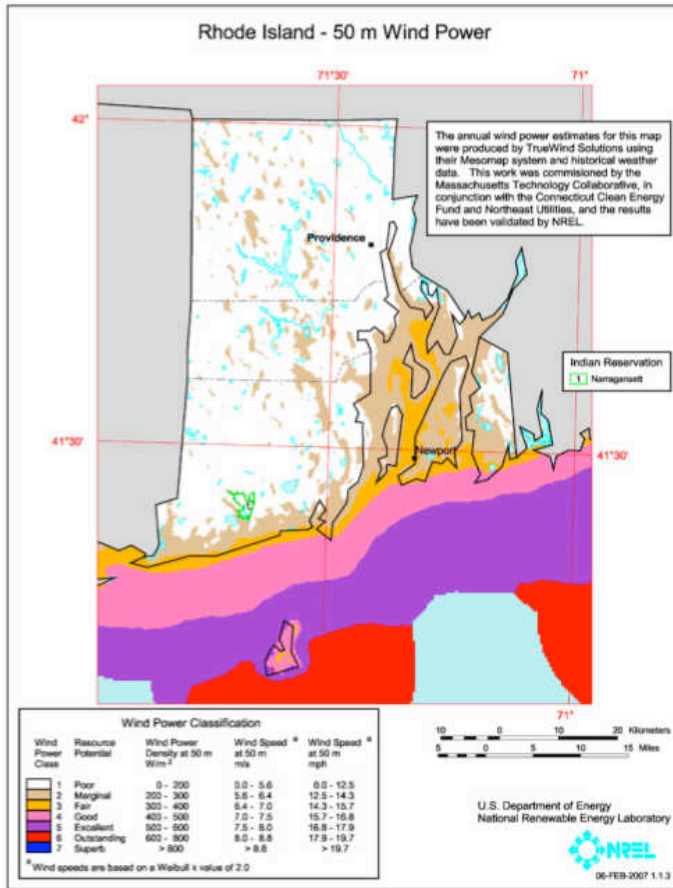 Rhode Island - 50 m Wind Power
71°30'
71°
42°
The annual wind power estimates for this map
were produced by TrueWind Solutions using
their Mesomap system and historical weather
data. This work was commisioned by the
Massachusetts Technology Collaborative, in
conjunction with the Connecticut Clean Energy
Fund and Northeast Utilities, and the results
have been validated by NREL.
Providence
Indian Reservation
1 Narragansett
41°30'
Newport
41°30'
71°
Wind Power Classification
Wind Power Class
Resource Potential
Wind Power Density at 50 m W/m 2
Wind Speed a at 50 m m/s
Wind Speed a at 50 m mph
1 Poor 0 - 200 0.0 - 5.6 0.0 - 12.5
2 Marginal 200 - 300 5.6 - 6.4 12.5 - 14.3
3 Fair 300 - 400 6.4 - 7.0 14.3 - 15.7
4 Good 400 - 500 7.0 - 7.5 15.7 - 16.8
5 Excellent 500 - 600 7.5 - 8.0 16.8 - 17.9
6 Outstanding 600 - 800 8.0 - 8.8 17.9 - 19.7
7 Superb > 800 > 8.8 > 19.7
a Wind speeds are based on a Weibull k value of 2.0
10 0 10 20 Kilometers
5 0 5 10 15 Miles
U.S. Department of Energy
National Renewable Energy Laboratory
NREL
06-FEB-2007 1.1.3